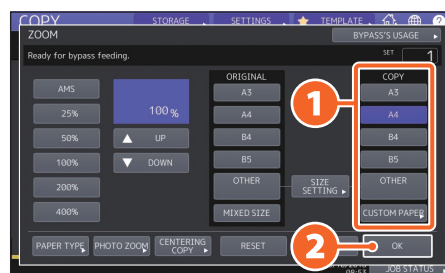 COPY STORAGE SETTINGS TEMPLATE
ZOOM BYPASS'S USAGE
Ready for bypass feeding. SET 1
ORIGINAL COPY
AMS A3 A3
25% 100 % A4 A4
50% UP B4 B4
100% DOWN B5 B5
200% OTHER SIZE SETTING OTHER
400% MIXED SIZE CUSTOM PAPER
PAPER TYPE PHOTO ZOOM CENTERING COPY RESET OK
JOB STATUS
1
2